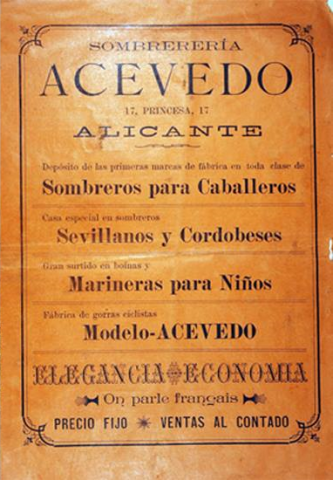 SOMBRERERÍA
ACEVEDO
17, PRINCESA, 17
ALICANTE
Depósito de las primeras marcas de fábrica en toda clase de
Sombreros para Caballeros
Casa especial en sombreros
Sevillanos y Cordobeses
Gran surtido en boinas y
Marineras para Niños
Fábrica de gorras ciclistas
Modelo-ACEVEDO
ELEGANCIA ECONOMIA
On parle français
PRECIO FIJO * VENTAS AL CONTADO